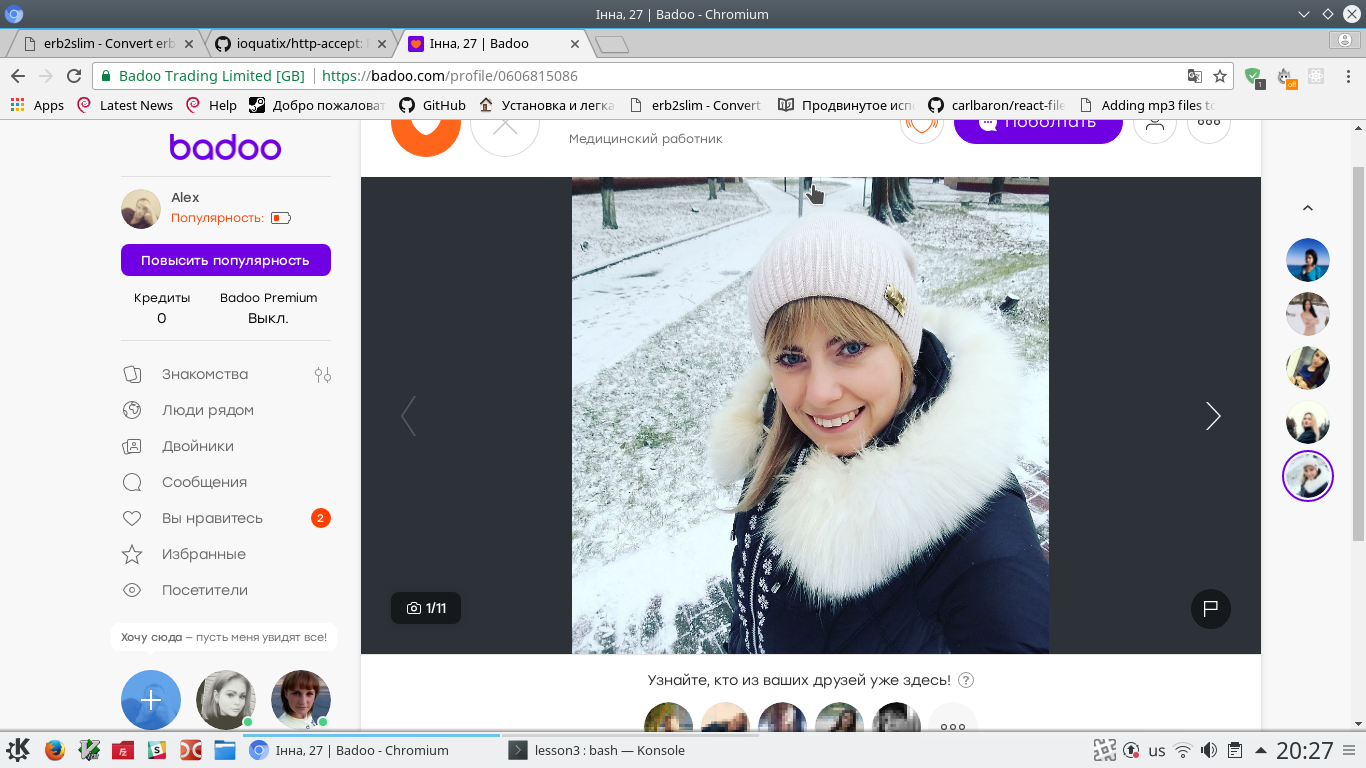 Інна, 27 | Badoo - Chromium
erb2slim - Convert erb
ioquatix/http-accept:
Інна, 27 | Badoo
Badoo Trading Limited [GB]
https://badoo.com/profile/0606815086
1
off
Apps
Latest News
Help
Добро пожаловат
GitHub
Установка и легка
erb2slim - Convert
Продвинутое исп
carlbaron/react-file
Adding mp3 files to
badoo
Медицинский работник
Поболтать
Alex
Популярность:
Повысить популярность
Кредиты
Badoo Premium
0
Выкл.
Знакомства
Люди рядом
Двойники
Сообщения
Вы нравитесь
2
Избранные
Посетители
Хочу сюда – пусть меня увидят все!
1/11
Узнайте, кто из ваших друзей уже здесь!
?
Інна, 27 | Badoo - Chromium
lesson3 : bash — Konsole
us
20:27